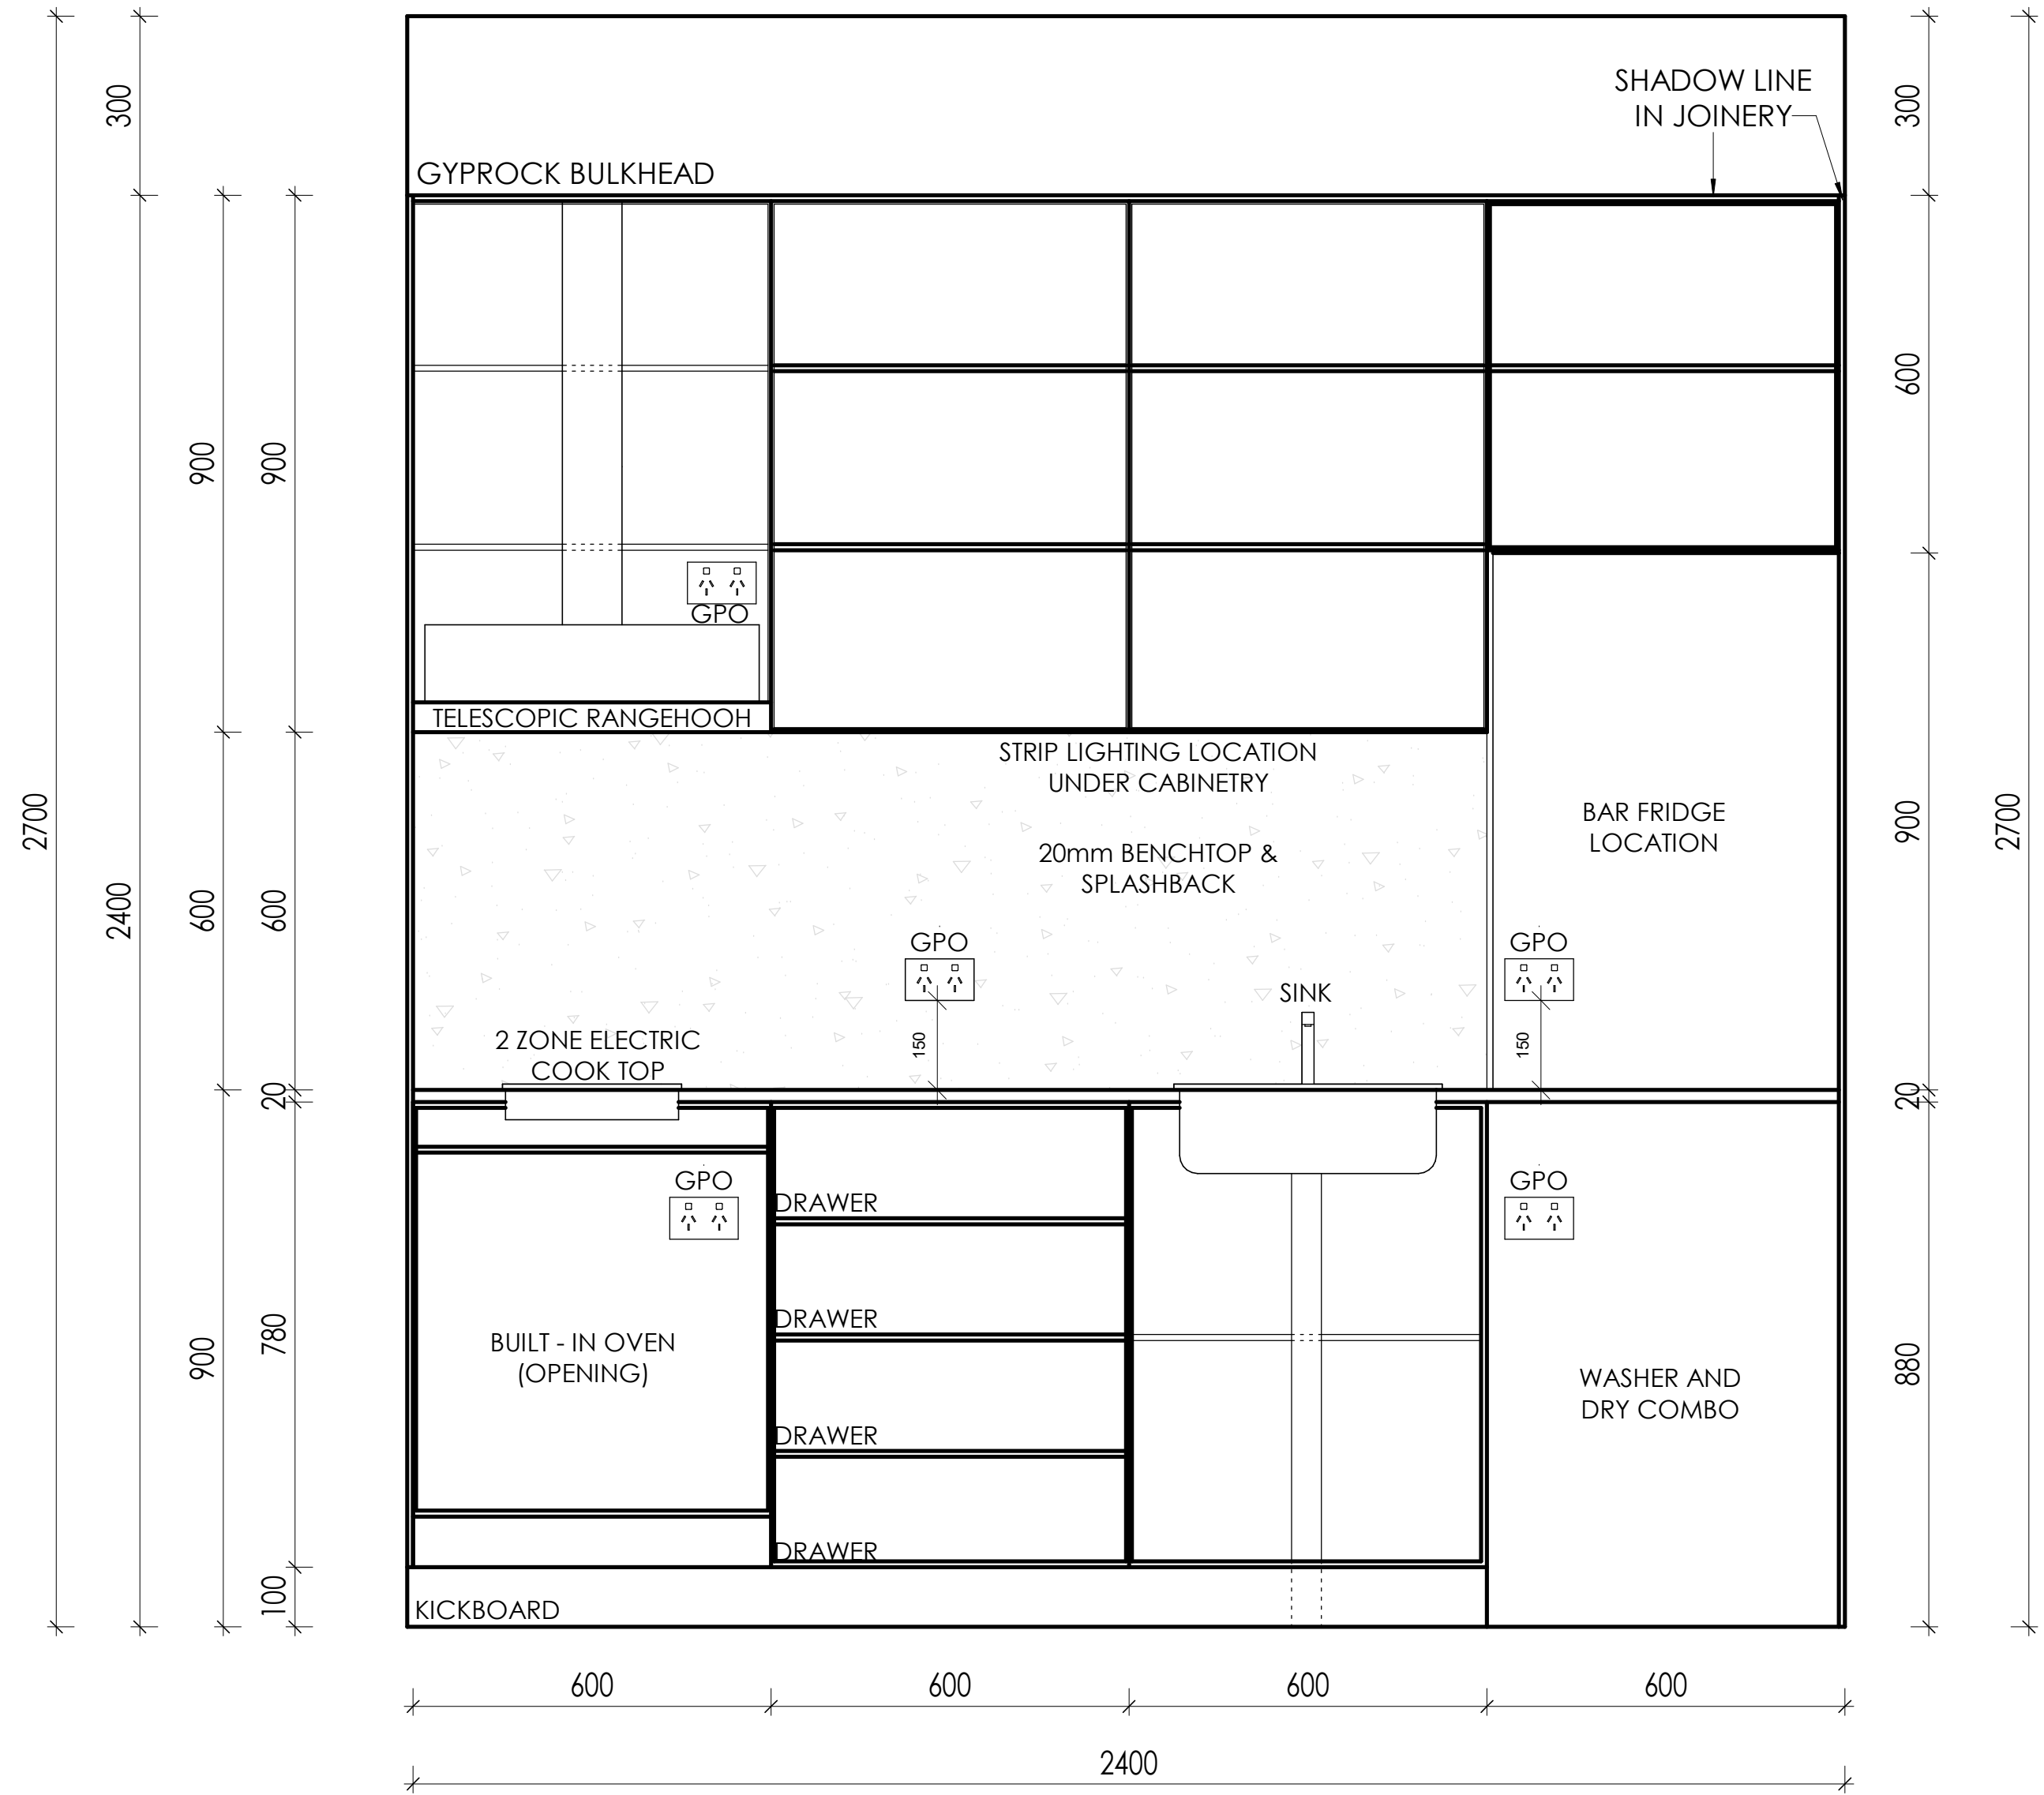 300
300
SHADOW LINE
IN JOINERY
GYPROCK BULKHEAD
900
900
600
GPO
TELESCOPIC RANGEHOOH
STRIP LIGHTING LOCATION
UNDER CABINETRY
20mm BENCHTOP &
SPLASHBACK
BAR FRIDGE
LOCATION
2700
2400
600
600
900
2700
GPO
GPO
SINK
150
150
2 ZONE ELECTRIC
COOK TOP
20
20
GPO
GPO
DRAWER
DRAWER
DRAWER
DRAWER
BUILT - IN OVEN
(OPENING)
WASHER AND
DRY COMBO
900
780
880
100
KICKBOARD
600
600
600
600
2400